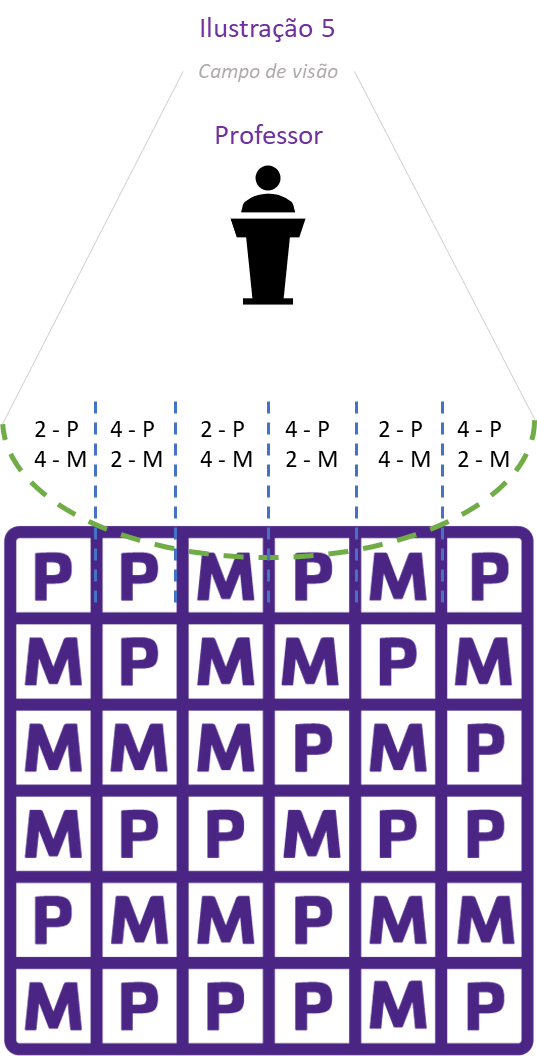 Ilustração 5
Campo de visão
Professor
2 - P 4 - P 2 - P 4 - P 2 - P 4 - P
4 - M 2 - M 4 - M 2 - M 4 - M 2 - M
P P M P M P
M P M M P M
M M M P M P
M P P M P P
P M M P M M
M P P P M P